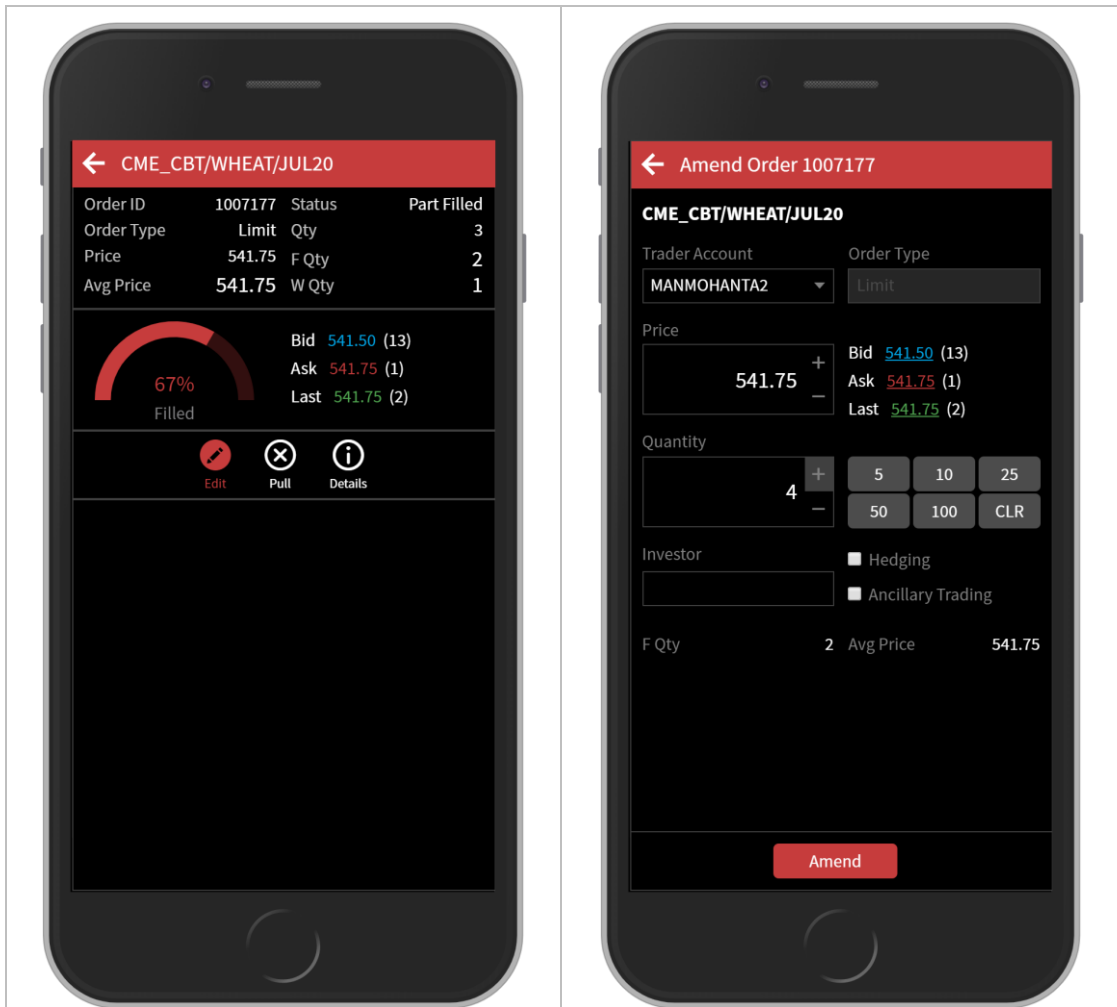 CME_CBT/WHEAT/JUL20
Order ID 1007177 Status Part Filled
Order Type Limit Qty 3
Price 541.75 F Qty 2
Avg Price 541.75 W Qty 1
67%
Filled
Bid 541.50 (13)
Ask 541.75 (1)
Last 541.75 (2)
Edit Pull Details
Amend Order 1007177
CME_CBT/WHEAT/JUL20
Trader Account Order Type
MANMOHANTA2 Limit
Price
541.75 + −
Bid 541.50 (13)
Ask 541.75 (1)
Last 541.75 (2)
Quantity
4 + −
5 10 25
50 100 CLR
Investor
Hedging
Ancillary Trading
F Qty 2 Avg Price 541.75
Amend